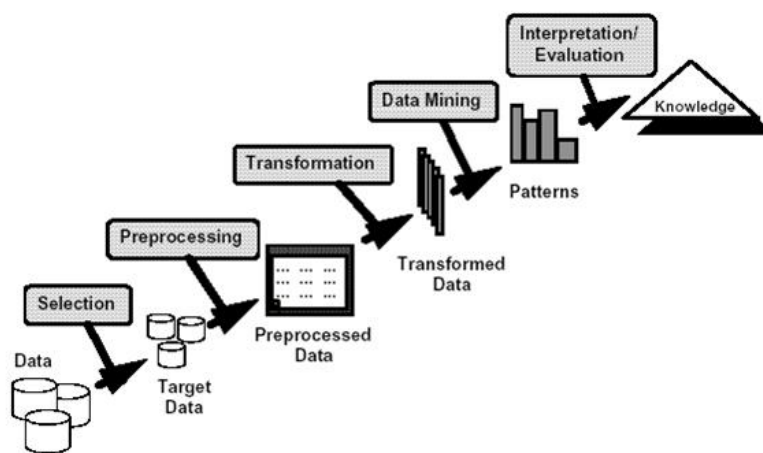 Interpretation/
Evaluation
Knowledge
Data Mining
Patterns
Transformation
Transformed
Data
Preprocessing
Preprocessed
Data
Selection
Target
Data
Data